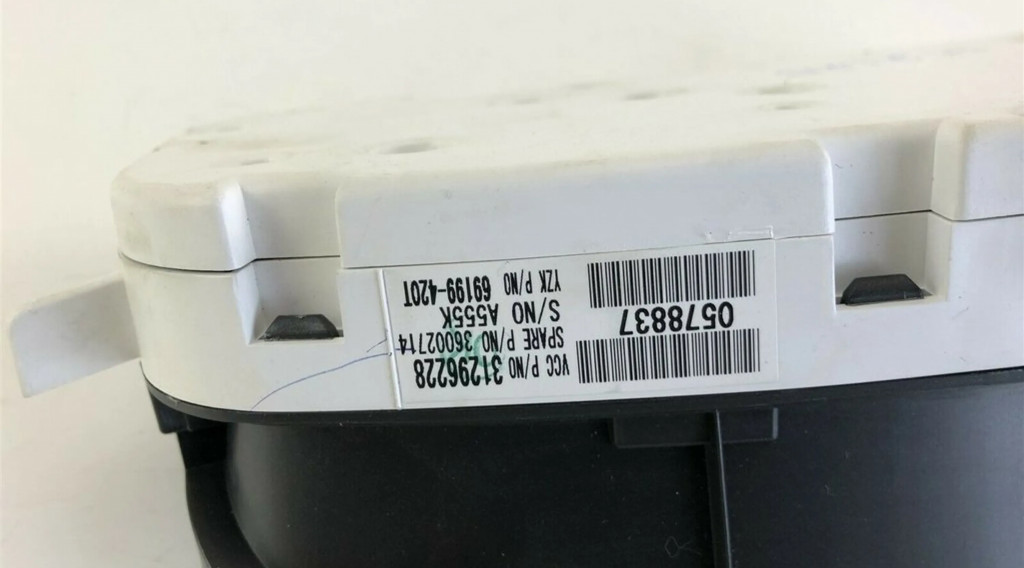 VCC P/NO 31296228
SPARE P/NO 36002714
S/NO A555K
YZK P/NO 69199-420T
0578837